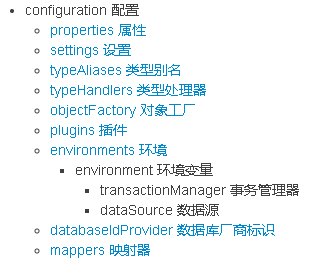 configuration 配置
properties 属性
settings 设置
typeAliases 类型别名
typeHandlers 类型处理器
objectFactory 对象工厂
plugins 插件
environments 环境
environment 环境变量
transactionManager 事务管理器
dataSource 数据源
databaseIdProvider 数据库厂商标识
mappers 映射器